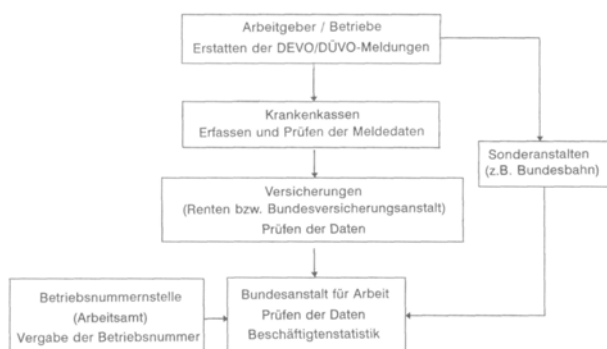 Arbeitgeber / Betriebe
Erstatten der DEVO/DÜVO-Meldungen
Krankenkassen
Erfassen und Prüfen der Meldedaten
Sonderanstalten
(z.B. Bundesbahn)
Versicherungen
(Renten bzw. Bundesversicherungsanstalt)
Prüfen der Daten
Betriebsnummernstelle
(Arbeitsamt)
Vergabe der Betriebsnummer
Bundesanstalt für Arbeit
Prüfen der Daten
Beschäftigtenstatistik